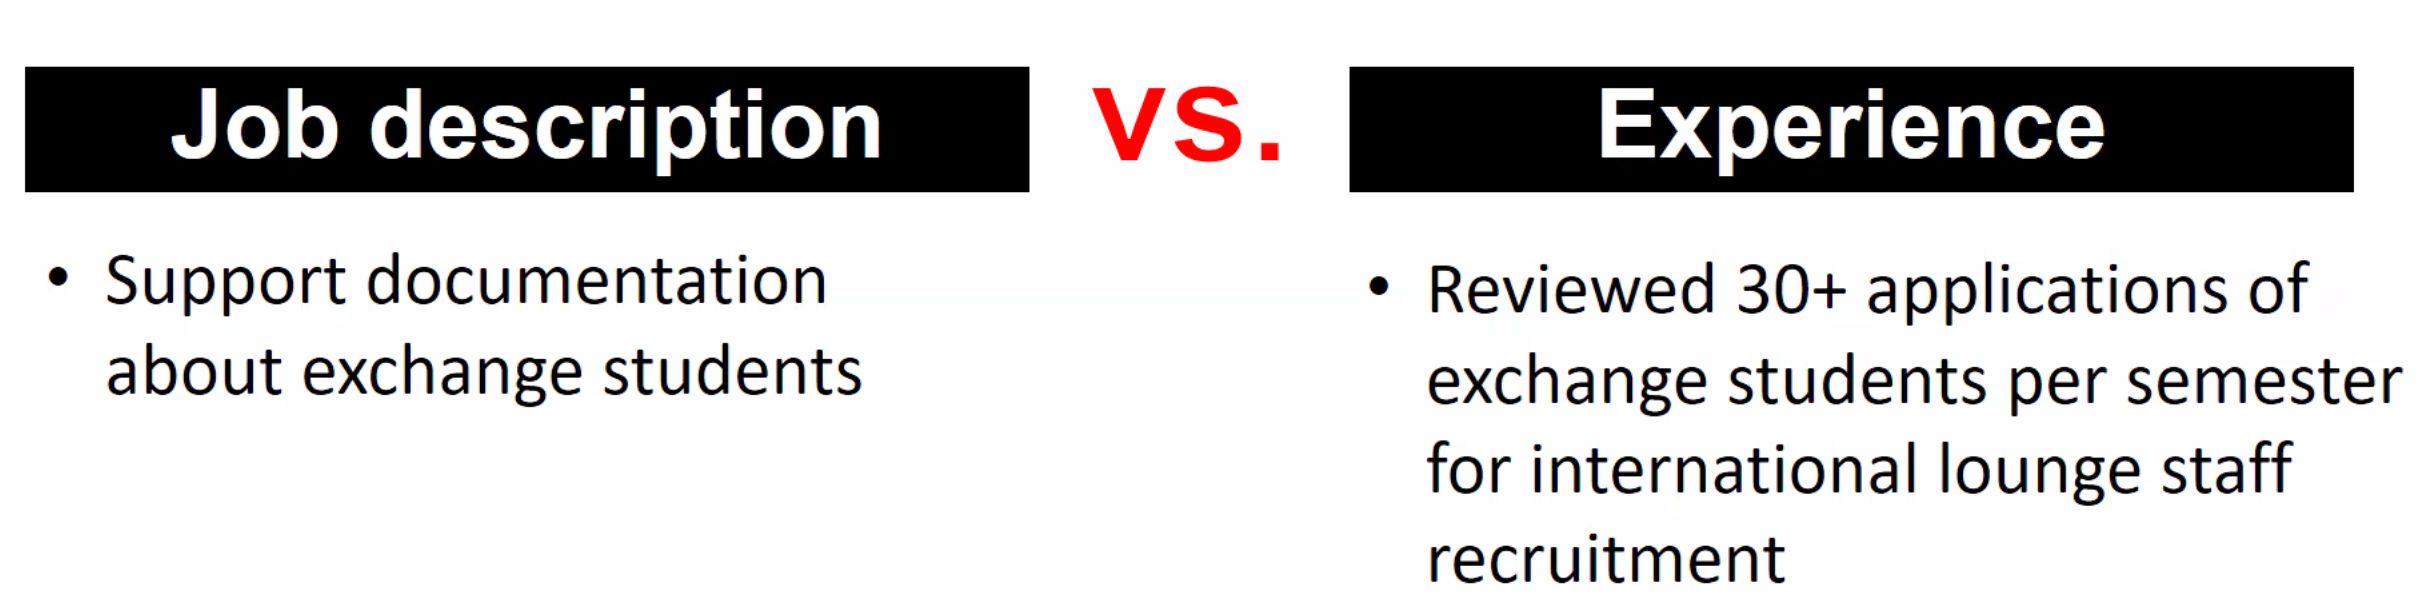 Job description
vs.
Experience
• Support documentation
about exchange students
• Reviewed 30+ applications of
exchange students per semester
for international lounge staff
recruitment